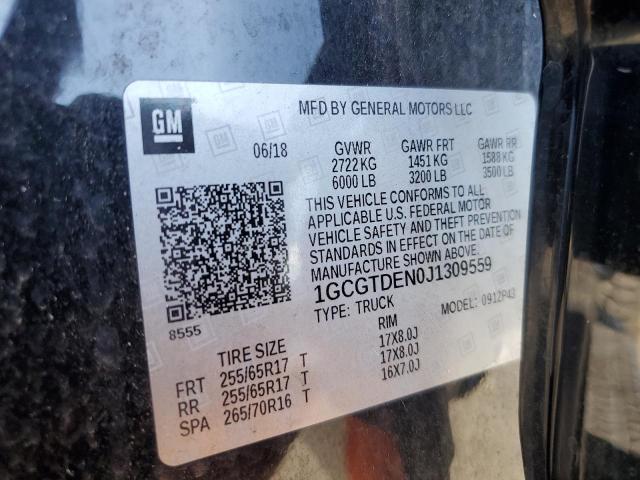 GM
MFD BY GENERAL MOTORS LLC
06/18
GVWR GAWR FRT GAWR RR
2722 KG 1451 KG 1588 KG
6000 LB 3200 LB 3500 LB
THIS VEHICLE CONFORMS TO ALL
APPLICABLE U.S. FEDERAL MOTOR
VEHICLE SAFETY AND THEFT PREVENTION
STANDARDS IN EFFECT ON THE DATE OF
MANUFACTURE SHOWN ABOVE.
1GCGTDEN0J1309559
TYPE: TRUCK MODEL: 0912P43
8555
TIRE SIZE RIM
FRT 255/65R17 T 17X8.0J
RR 255/65R17 T 17X8.0J
SPA 265/70R16 T 16X7.0J